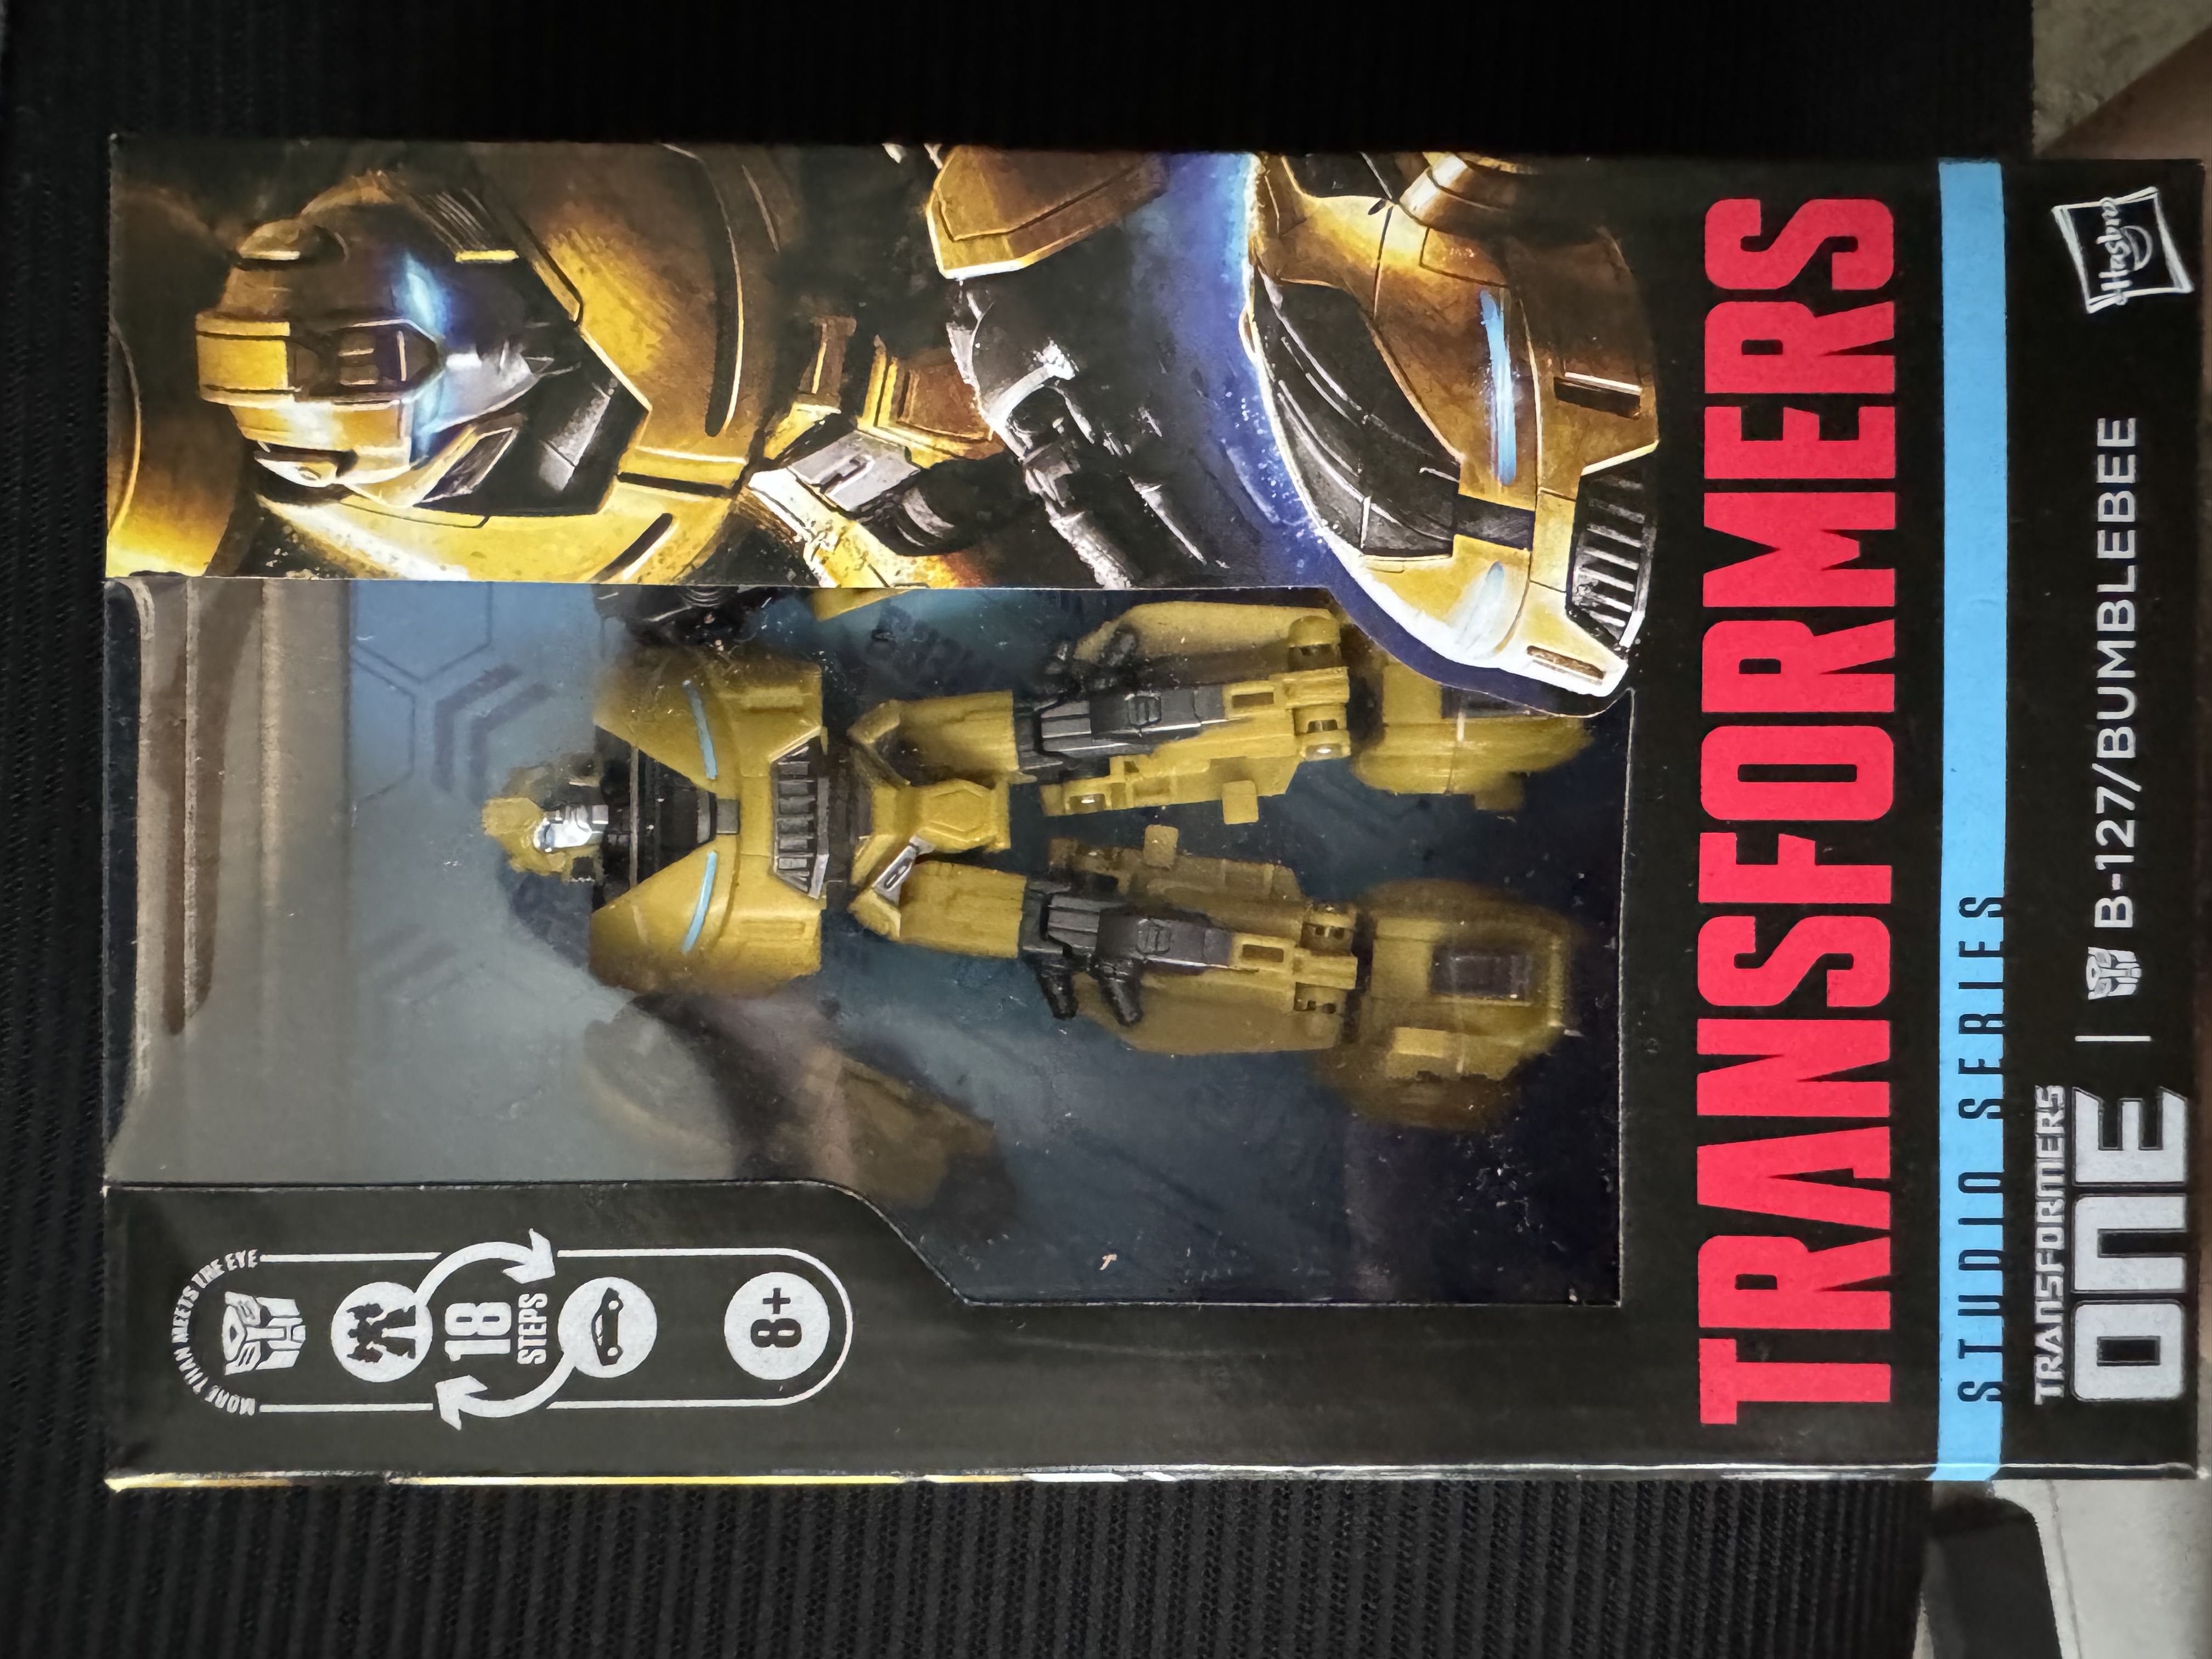 MORE THAN MEETS THE EYE
18
STEPS
8+
TRANSFORMERS
STUDIO SERIES
TRANSFORMERS
ONE | B-127/BUMBLEBEE
Hasbro